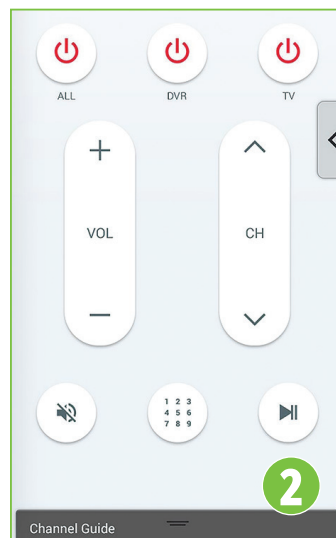 ALL DVR TV
+
VOL CH
–
1 2 3
4 5 6
7 8 9
2
Channel Guide